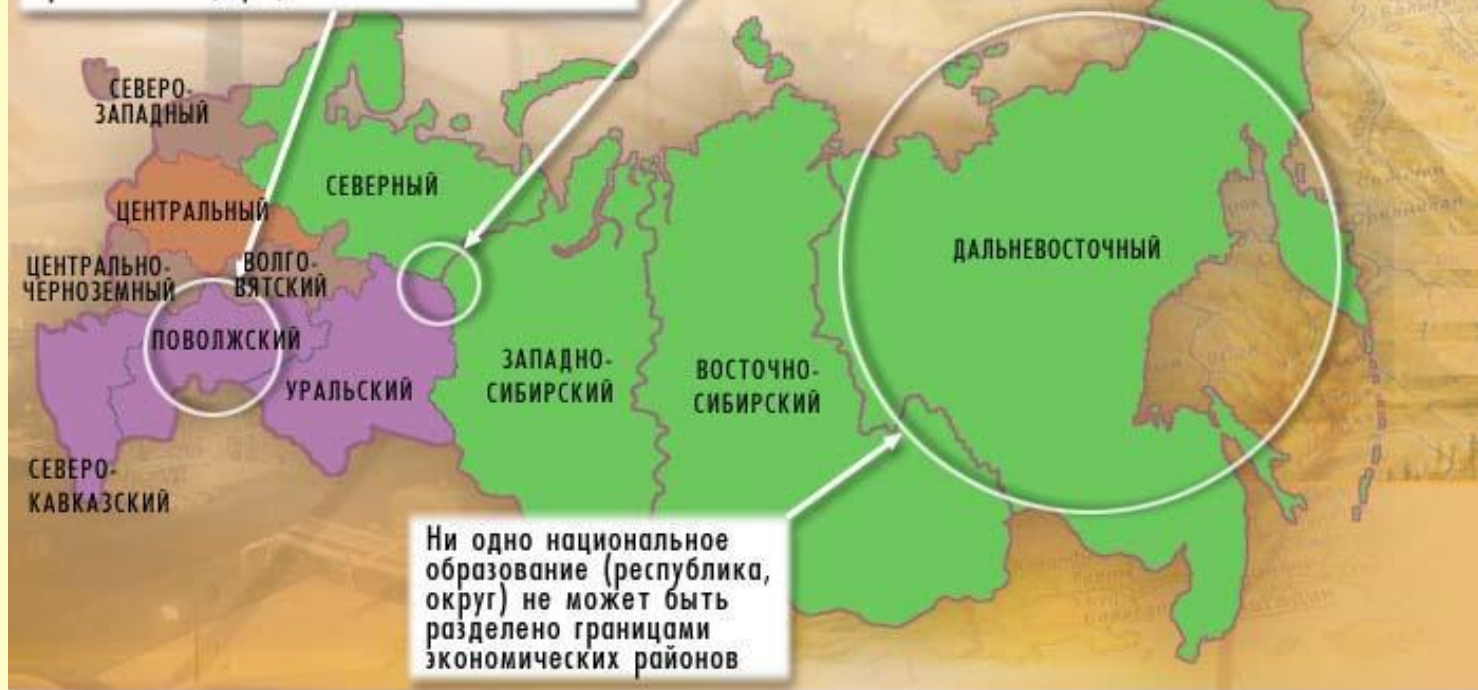 СЕВЕРО-
ЗАПАДНЫЙ
СЕВЕРНЫЙ
ЦЕНТРАЛЬНЫЙ
ЦЕНТРАЛЬНО-
ЧЕРНОЗЕМНЫЙ
ВОЛГО-
ВЯТСКИЙ
ДАЛЬНЕВОСТОЧНЫЙ
ПОВОЛЖСКИЙ
УРАЛЬСКИЙ
ЗАПАДНО-
СИБИРСКИЙ
ВОСТОЧНО-
СИБИРСКИЙ
СЕВЕРО-
КАВКАЗСКИЙ
Ни одно национальное
образование (республика,
округ) не может быть
разделено границами
экономических районов